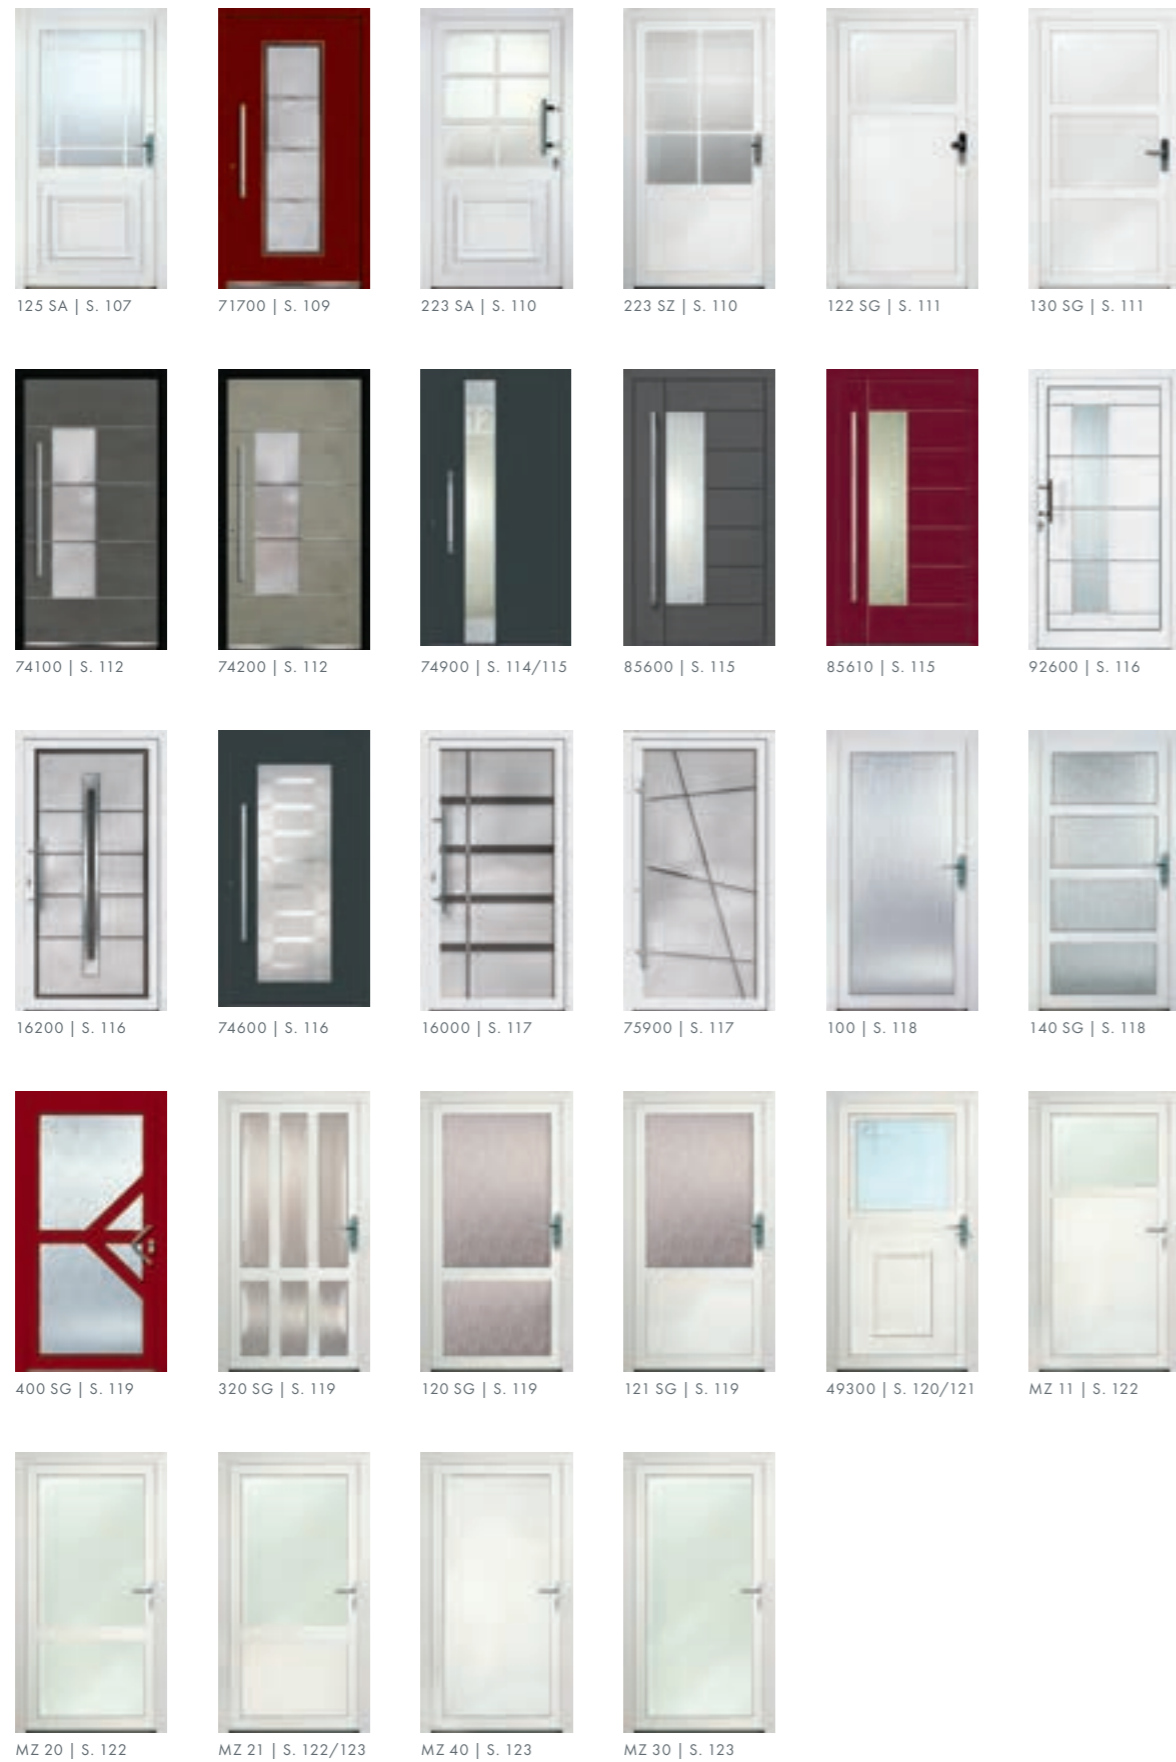 125 SA | S. 107
71700 | S. 109
223 SA | S. 110
223 SZ | S. 110
122 SG | S. 111
130 SG | S. 111
74100 | S. 112
74200 | S. 112
74900 | S. 114/115
85600 | S. 115
85610 | S. 115
92600 | S. 116
16200 | S. 116
74600 | S. 116
16000 | S. 117
75900 | S. 117
100 | S. 118
140 SG | S. 118
400 SG | S. 119
320 SG | S. 119
120 SG | S. 119
121 SG | S. 119
49300 | S. 120/121
MZ 11 | S. 122
MZ 20 | S. 122
MZ 21 | S. 122/123
MZ 40 | S. 123
MZ 30 | S. 123